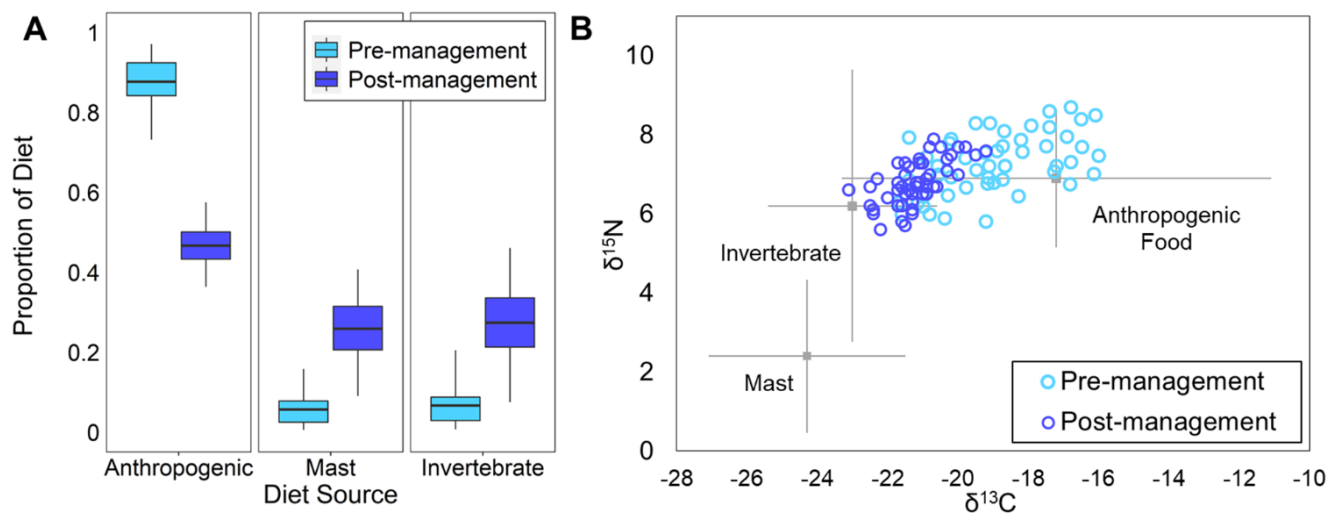 A
Proportion of Diet
1
0.8
0.6
0.4
0.2
0
Pre-management
Post-management
Anthropogenic
Mast
Invertebrate
Diet Source
B
δ15N
10
8
6
4
2
0
Invertebrate
Mast
Anthropogenic
Food
Pre-management
Post-management
-28
-26
-24
-22
-20
-18
-16
-14
-12
-10
δ13C